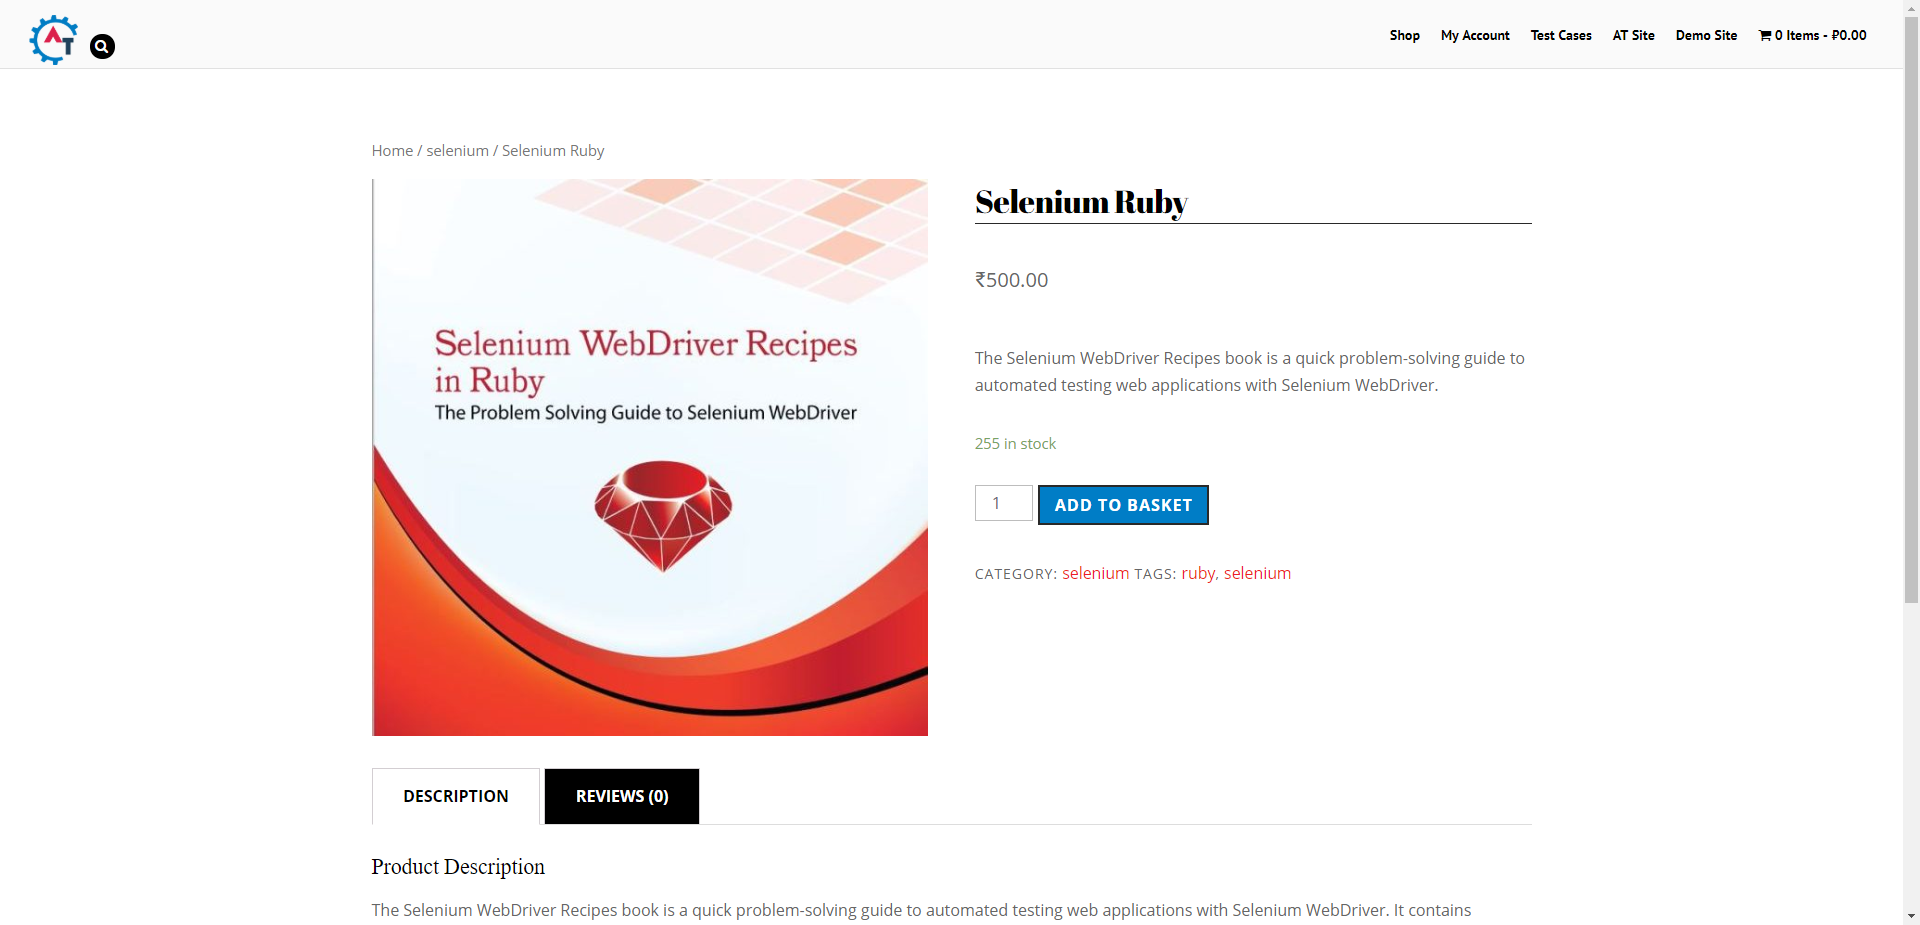 AT
Shop
My Account
Test Cases
AT Site
Demo Site
0 Items - ₽0.00
Home / selenium / Selenium Ruby
Selenium WebDriver Recipes
in Ruby
The Problem Solving Guide to Selenium WebDriver
Selenium Ruby
₹500.00
The Selenium WebDriver Recipes book is a quick problem-solving guide to
automated testing web applications with Selenium WebDriver.
255 in stock
1
ADD TO BASKET
CATEGORY: selenium TAGS: ruby, selenium
DESCRIPTION
REVIEWS (0)
Product Description
The Selenium WebDriver Recipes book is a quick problem-solving guide to automated testing web applications with Selenium WebDriver. It contains